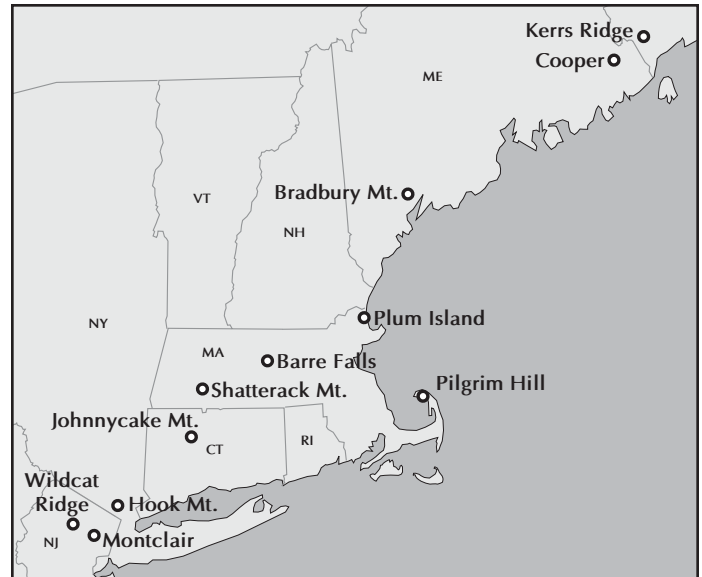 Kerrs Ridge
Cooper
ME
Bradbury Mt.
VT
NH
NY
Plum Island
MA
Barre Falls
Shatterack Mt.
Pilgrim Hill
Johnnycake Mt.
CT
RI
Wildcat
Ridge
Hook Mt.
NJ
Montclair